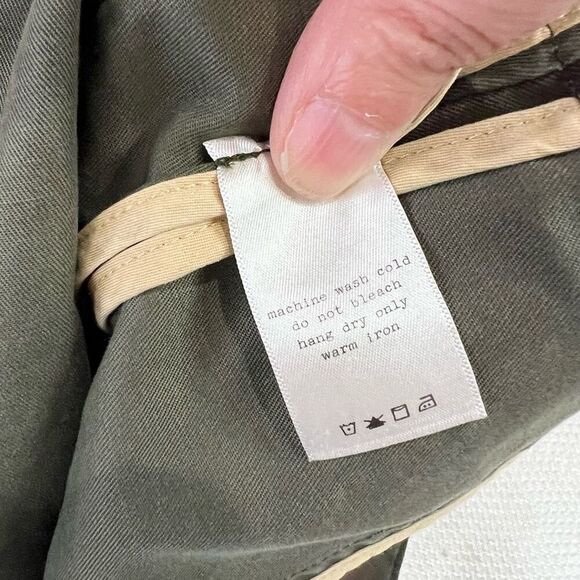 machine wash cold
do not bleach
hang dry only
warm iron